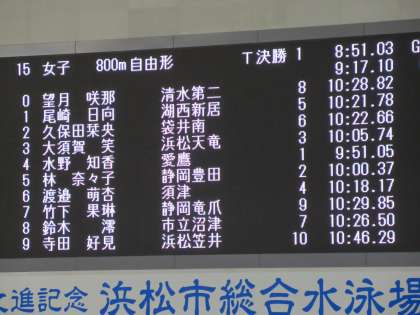 15 女子 800m自由形 T決勝 1 8:51.03 G
9:17.10
0 望月 咲那 清水第二 8 10:28.82
1 尾崎 日向 湖西新居 5 10:21.78
2 久保田栞央 袋井南 6 10:22.66
3 大須賀 笑 浜松天竜 3 10:05.74
4 水野 知香 愛鷹 1 9:51.05
5 林 奈々子 静岡豊田 2 10:00.37
6 渡邉 萌杏 須津 4 10:18.17
7 竹下 果琳 静岡竜爪 9 10:29.85
8 鈴木 澪 市立沼津 7 10:26.50
9 寺田 好見 浜松笠井 10 10:46.29
進記念 浜松市総合水泳場